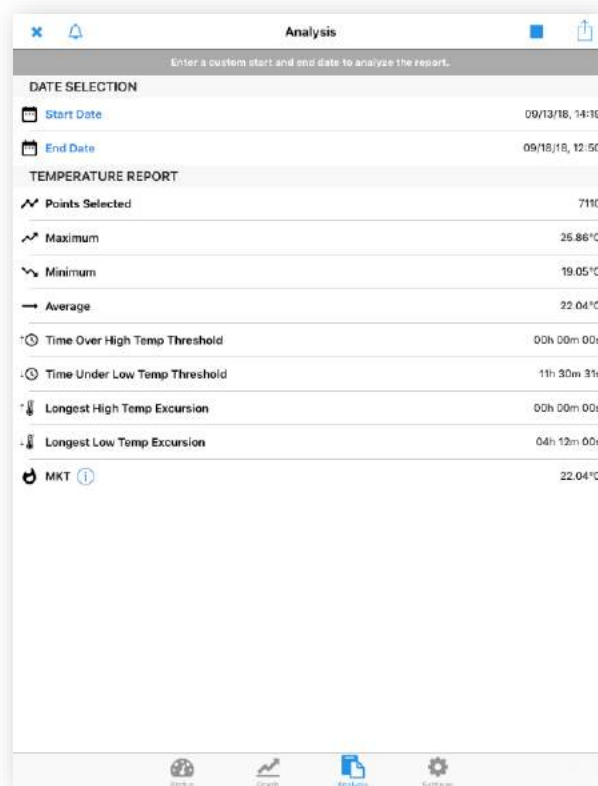 Analysis
Enter a custom start and end date to analyze the report.
DATE SELECTION
Start Date 09/13/18, 14:19
End Date 09/18/18, 12:50
TEMPERATURE REPORT
Points Selected 7110
Maximum 25.86°C
Minimum 19.05°C
Average 22.04°C
Time Over High Temp Threshold 00h 00m 00s
Time Under Low Temp Threshold 11h 30m 31s
Longest High Temp Excursion 00h 00m 00s
Longest Low Temp Excursion 04h 12m 00s
MKT 22.04°C
Graph Analysis Settings